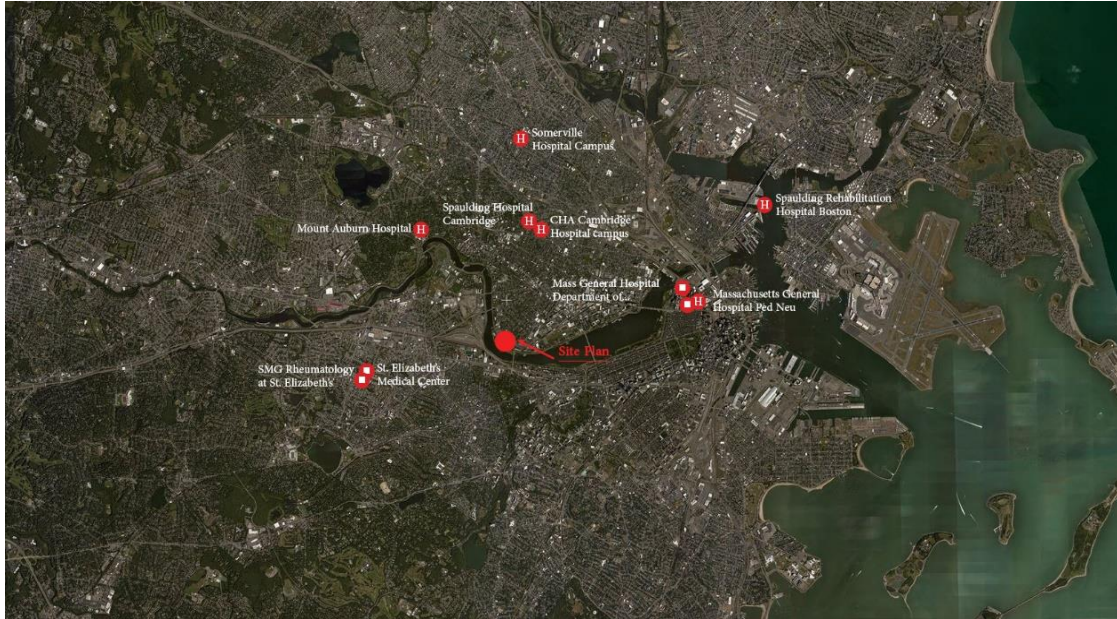 H
Somerville
Hospital Campus
Spaulding Hospital
Cambridge
H
H
CHA Cambridge
Hospital campus
H
Spaulding Rehabilitation
Hospital Boston
Mount Auburn Hospital
H
Mass General Hospital
Department of...
H
Massachusetts General
Hospital Ped Neu
Site Plan
SMG Rheumatology
at St. Elizabeth's
St. Elizabeth's
Medical Center